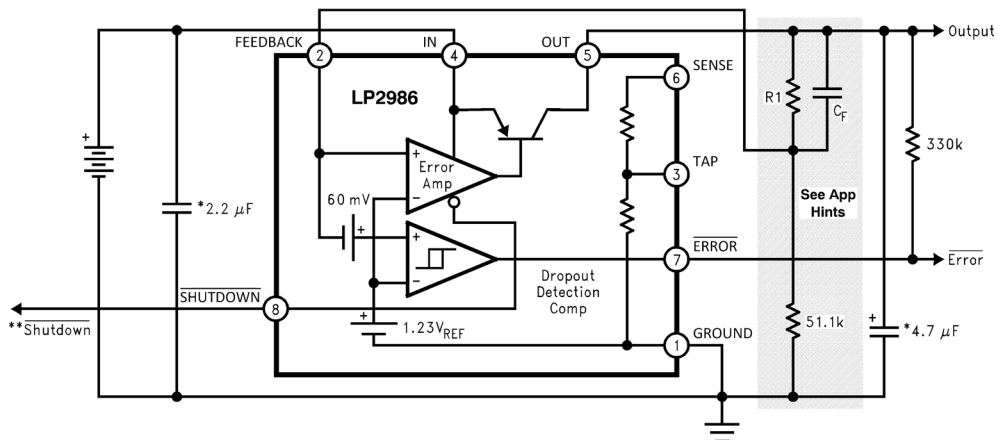 FEEDBACK
IN
OUT
Output
2
4
5
6
SENSE
LP2986
R1
CF
330k
+
+
Error
Amp
−
3
TAP
See App
Hints
*2.2 μF
60 mV
+
+
−
7
ERROR
Error
Dropout
Detection
Comp
SHUTDOWN
8
**Shutdown
+
1.23VREF
1
GROUND
51.1k
+
*4.7 μF